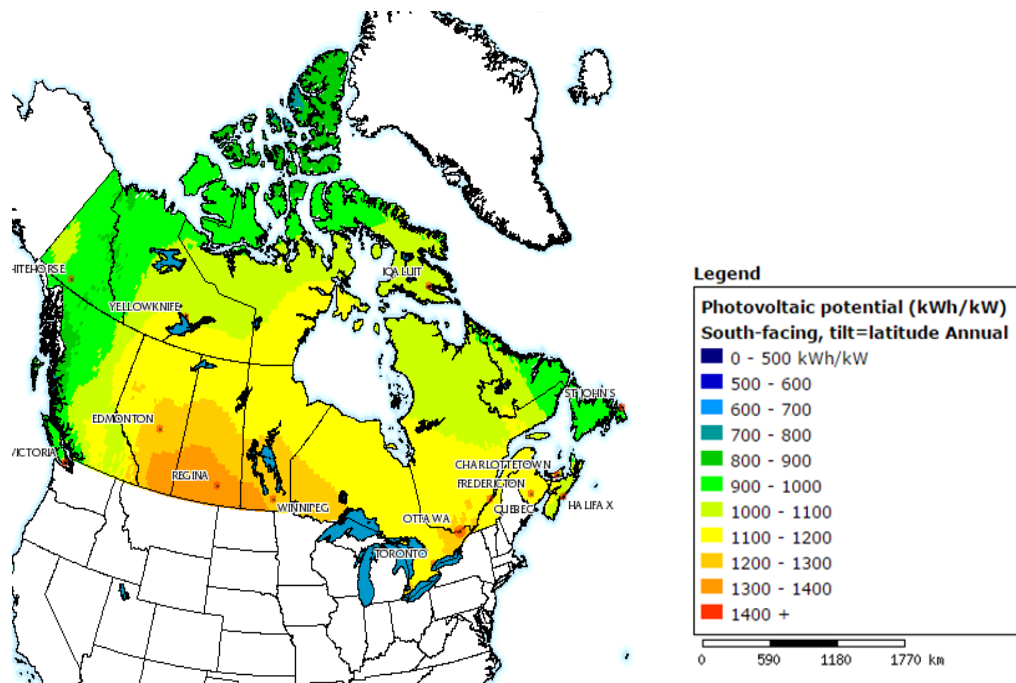 HITEHORSE
IQALUIT
YELLOWKNIFE
ST JOHN'S
EDMONTON
VICTORIA
CHARLOTTETOWN
REGINA
FREDERICTON
WINNIPEG
QUEBEC
HALIFAX
OTTAWA
TORONTO
Legend
Photovoltaic potential (kWh/kW)
South-facing, tilt=latitude Annual
0 - 500 kWh/kW
500 - 600
600 - 700
700 - 800
800 - 900
900 - 1000
1000 - 1100
1100 - 1200
1200 - 1300
1300 - 1400
1400 +
0 590 1180 1770 km